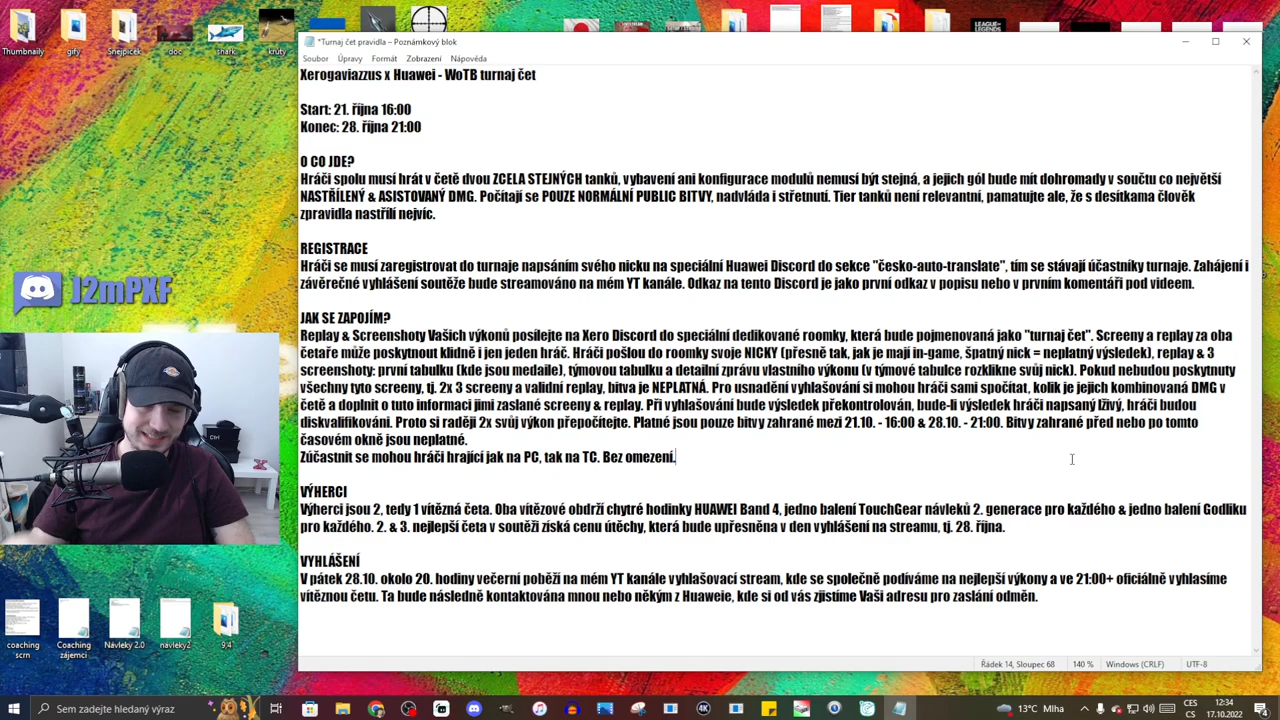 Thumbnaily
gify
Snejpíček
doc
shark
kruty
LEAGUE of LEGENDS
*Turnaj čet pravidla – Poznámkový blok
Soubor Úpravy Formát Zobrazení Nápověda
Xerogaviazzus x Huawei - WoTB turnaj čet
Start: 21. října 16:00
Konec: 28. října 21:00
O CO JDE?
Hráči spolu musí hrát v četě dvou ZCELA STEJNÝCH tanků, vybavení ani konfigurace modulů nemusí být stejná, a jejich gól bude mít dohromady v součtu co největší
NASTŘÍLENÝ & ASISTOVANÝ DMG. Počítají se POUZE NORMÁLNÍ PUBLIC BITVY, nadvláda i střetnutí. Tier tanků není relevantní, pamatujte ale, že s desítkama člověk
zpravidla nastřílí nejvíc.
REGISTRACE
Hráči se musí zaregistrovat do turnaje napsáním svého nicku na speciální Huawei Discord do sekce "česko-auto-translate", tím se stávají účastníky turnaje. Zahájení i
závěrečné vyhlášení soutěže bude streamováno na mém YT kanále. Odkaz na tento Discord je jako první odkaz v popisu nebo v prvním komentáři pod videem.
JAK SE ZAPOJÍM?
Replay & Screenshoty Vašich výkonů posílejte na Xero Discord do speciální dedikované roomky, která bude pojmenovaná jako "turnaj čet". Screeny a replay za oba
četaře může poskytnout klidně i jen jeden hráč. Hráči pošlou do roomky svoje NICKY (přesně tak, jak je mají in-game, špatný nick = neplatný výsledek), replay & 3
screenshoty: první tabulku (kde jsou medaile), týmovou tabulku a detailní zprávu vlastního výkonu (v týmové tabulce rozklikne svůj nick). Pokud nebudou poskytnuty
všechny tyto screeny, tj. 2x 3 screeny a validní replay, bitva je NEPLATNÁ. Pro usnadění vyhlašování si mohou hráči sami spočítat, kolik je jejich kombinovaná DMG v
četě a doplnit o tuto informaci jimi zaslané screeny & replay. Při vyhlašování bude výsledek překontrolován, bude-li výsledek hráči napsaný lživý, hráči budou
diskvalifikováni. Proto si raději 2x svůj výkon přepočítejte. Platné jsou pouze bitvy zahrané mezi 21.10. - 16:00 & 28.10. - 21:00. Bitvy zahrané před nebo po tomto
časovém okně jsou neplatné.
Zúčastnit se mohou hráči hrající jak na PC, tak na TC. Bez omezení.
VÝHERCI
Výherci jsou 2, tedy 1 vítězná četa. Oba vítězové obdrží chytré hodinky HUAWEI Band 4, jedno balení TouchGear návleků 2. generace pro každého & jedno balení Godliku
pro každého. 2. & 3. nejlepší četa v soutěži získá cenu útěchy, která bude upřesněna v den vyhlášení na streamu, tj. 28. října.
VYHLÁŠENÍ
V pátek 28.10. okolo 20. hodiny večerní poběží na mém YT kanále vyhlašovací stream, kde se společně podíváme na nejlepší výkony a ve 21:00+ oficiálně vyhlasíme
vítěznou četu. Ta bude následně kontaktována mnou nebo někým z Huaweie, kde si od vás zjistíme Vaši adresu pro zaslání odměn.
J2mPXF
coaching scrn
Coaching zájemci
Návleky 2.0
navleky2
9;4'
Řádek 14, Sloupec 68 140 % Windows (CRLF) UTF-8
Sem zadejte hledaný výraz
4K
13°C Mlha
CES
CS
12:34
17.10.2022